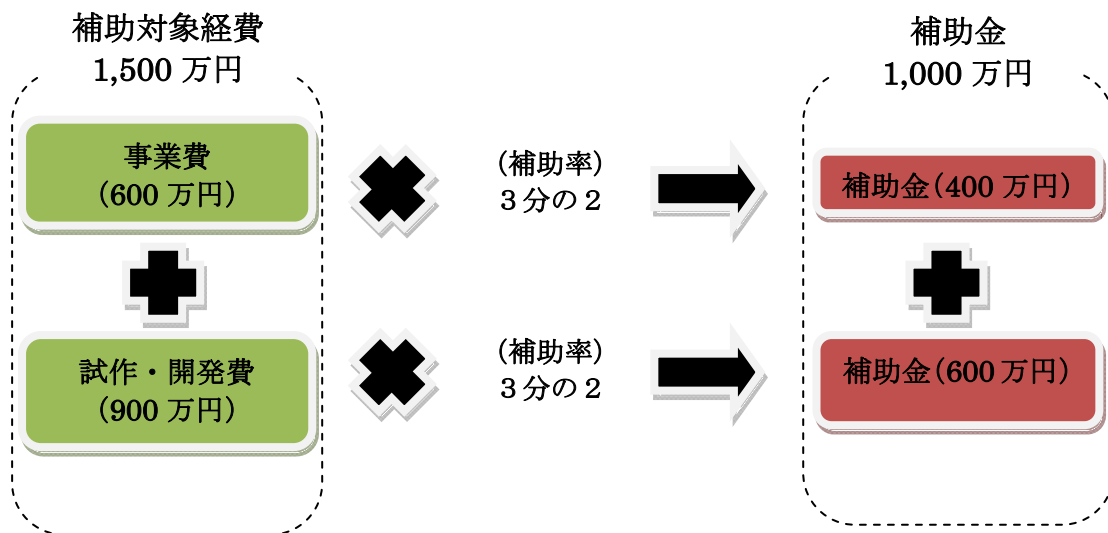 補助対象経費
1,500 万円
補助金
1,000 万円
事業費
（600 万円）
（補助率）
３分の２
補助金（400 万円）
試作・開発費
（900 万円）
（補助率）
３分の２
補助金（600 万円）